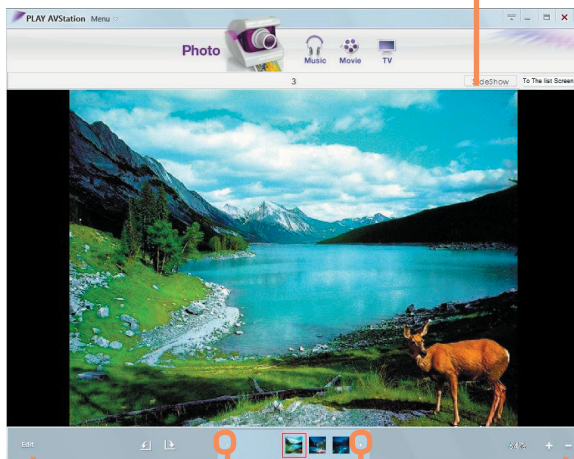 PLAY AVStation Menu
Photo
Music Movie TV
3
SlideShow To The list Screen
Edit